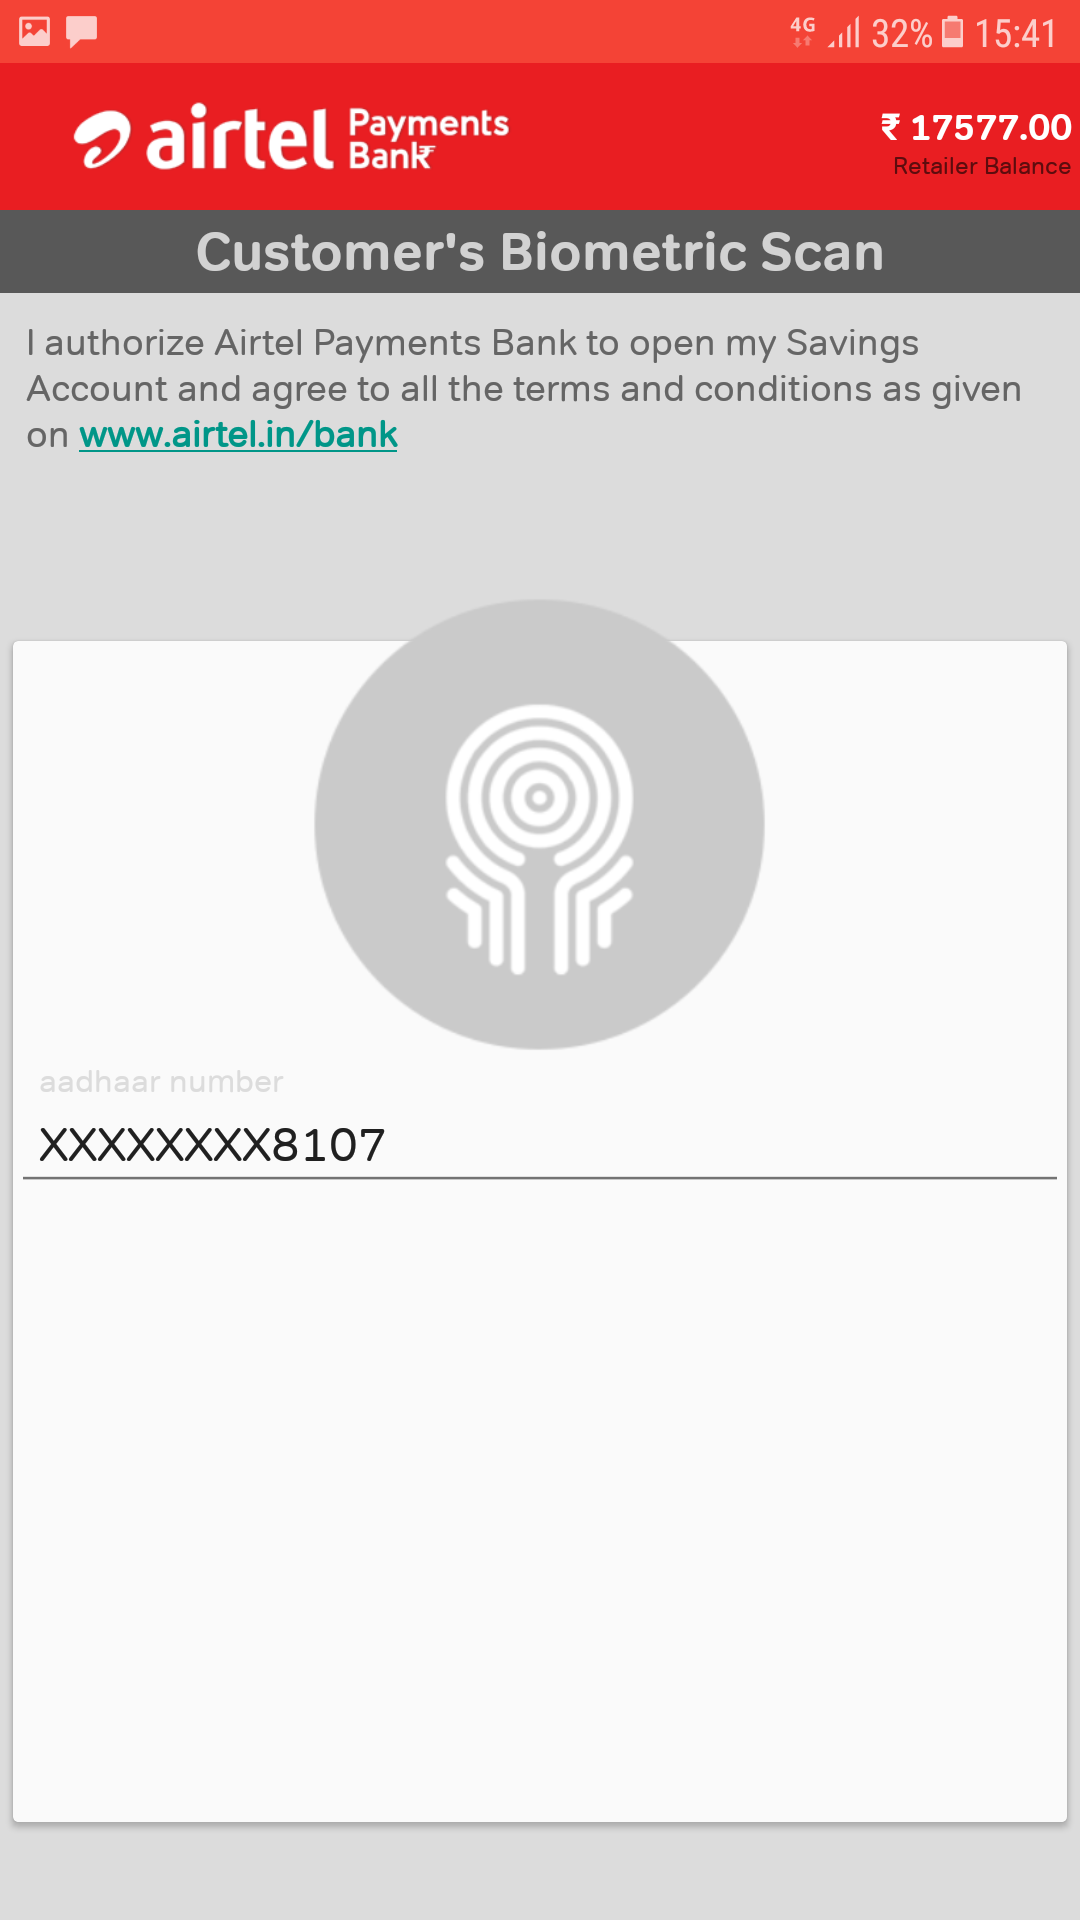 4G 32% 15:41
airtel Payments Bank
₹ 17577.00
Retailer Balance
Customer's Biometric Scan
I authorize Airtel Payments Bank to open my Savings
Account and agree to all the terms and conditions as given
on www.airtel.in/bank
aadhaar number
XXXXXXXX8107